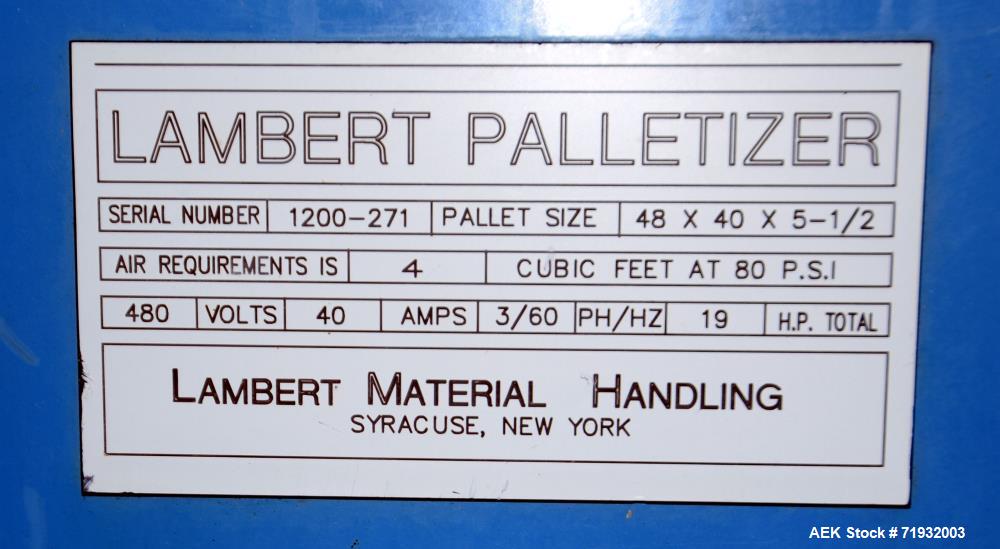 LAMBERT PALLETIZER
SERIAL NUMBER 1200-271 PALLET SIZE 48 X 40 X 5-1/2
AIR REQUIREMENTS IS 4 CUBIC FEET AT 80 P.S.I
480 VOLTS 40 AMPS 3/60 PH/HZ 19 H.P. TOTAL
LAMBERT MATERIAL HANDLING
SYRACUSE, NEW YORK
AEK Stock # 71932003